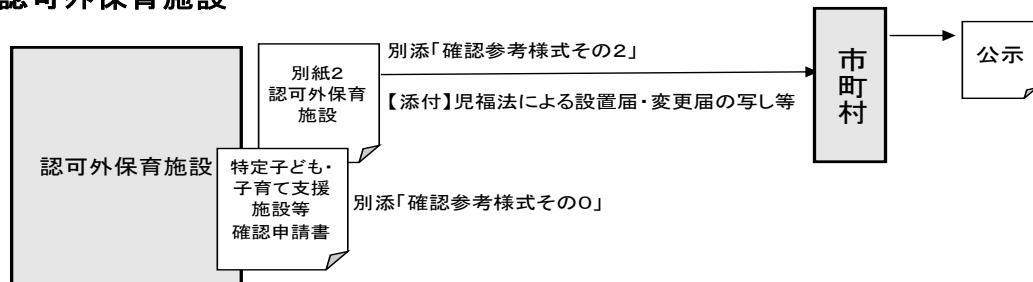 認可外保育施設
別紙2
認可外保育
施設
別添「確認参考様式その2」
【添付】児福法による設置届・変更届の写し等
市町村
公示
認可外保育施設
特定子ども・
子育て支援
施設等
確認申請書
別添「確認参考様式その0」